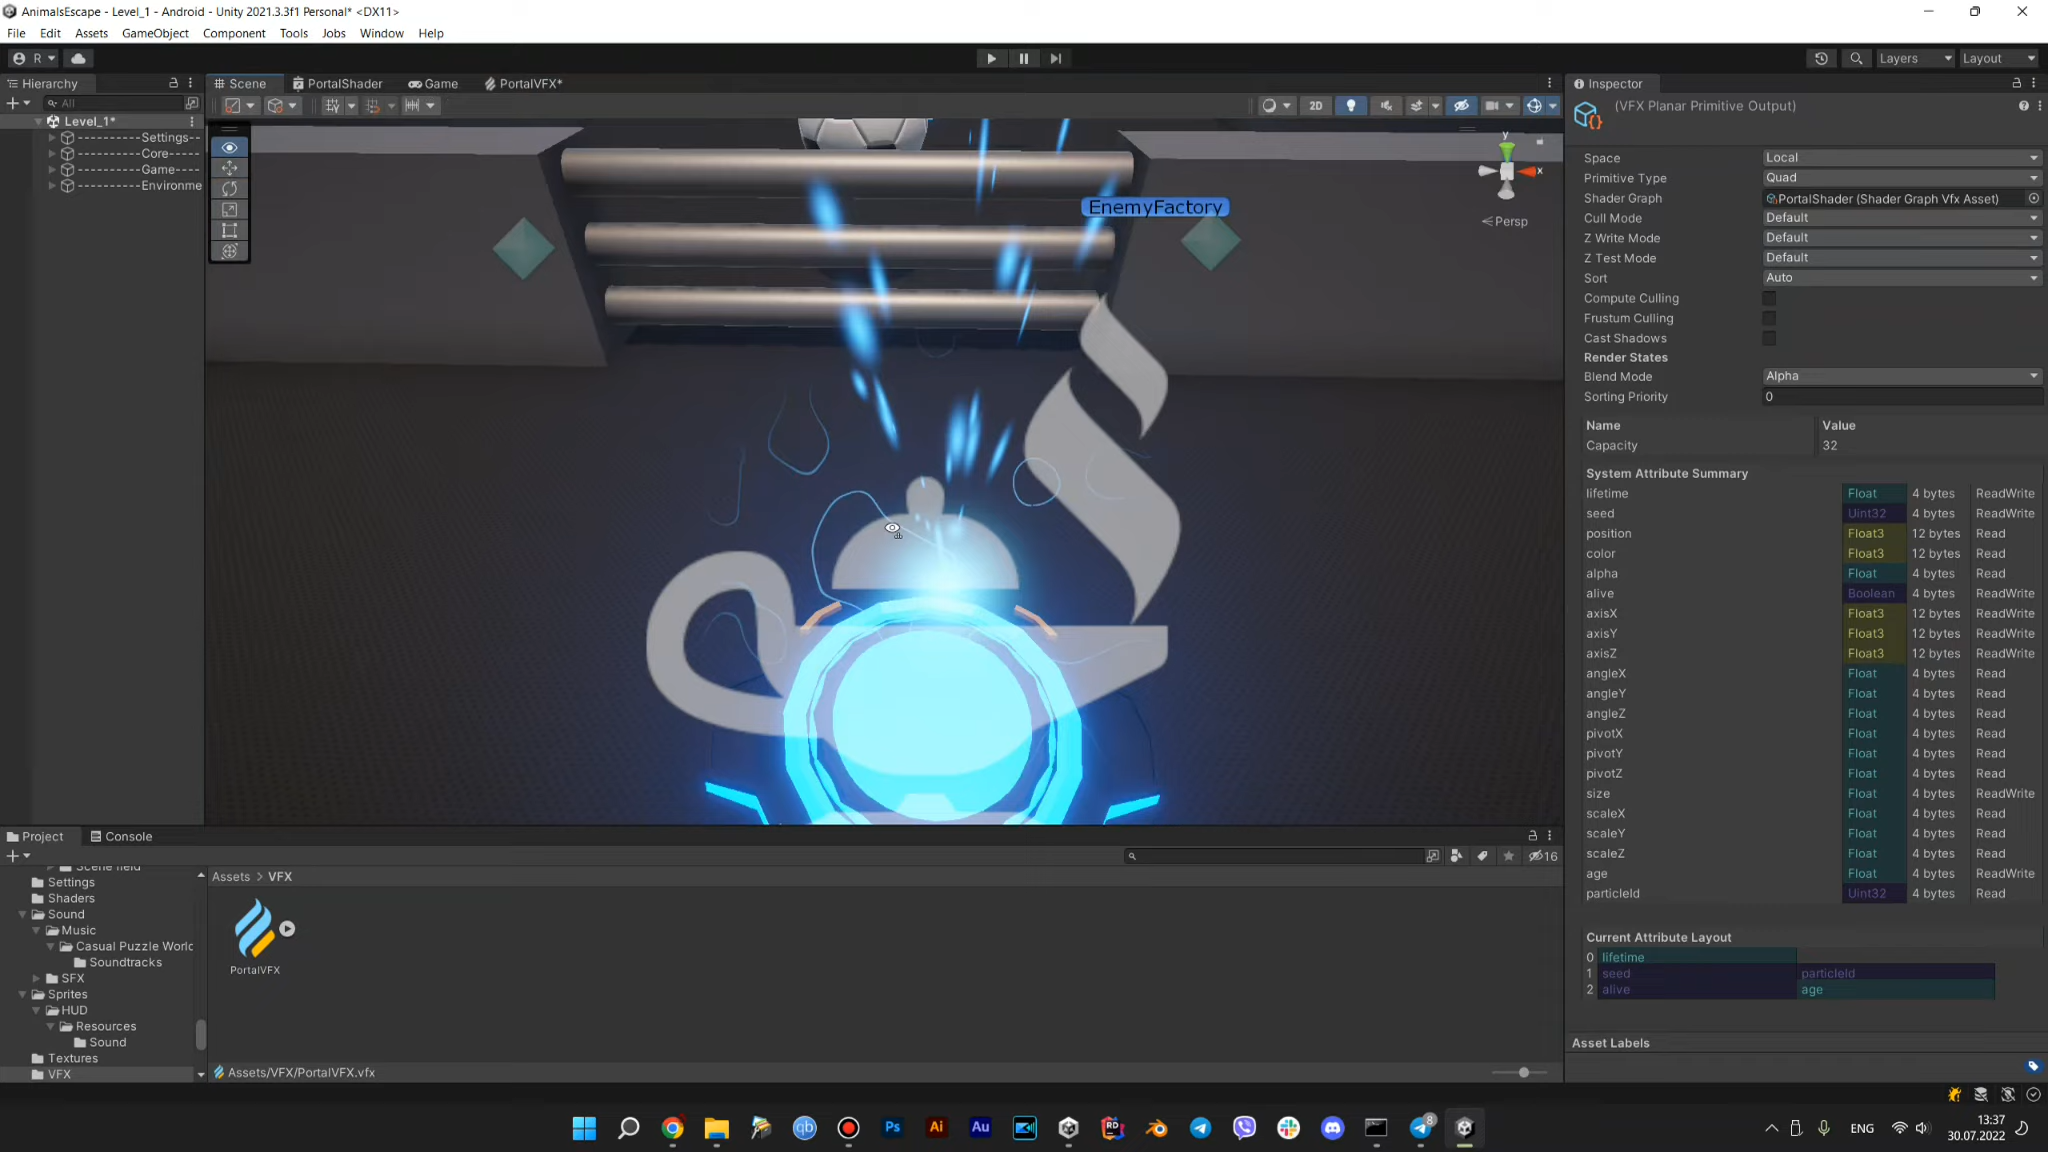 AnimalsEscape - Level_1 - Android - Unity 2021.3.3f1 Personal* <DX11>
File Edit Assets GameObject Component Tools Jobs Window Help
R Layers Layout
Hierarchy
All
Level_1*
----------Settings--
----------Core----
----------Game----
----------Environme
Scene PortalShader Game PortalVFX*
2D
EnemyFactory
y
x
Persp
Inspector
(VFX Planar Primitive Output)
Space Local
Primitive Type Quad
Shader Graph PortalShader (Shader Graph Vfx Asset)
Cull Mode Default
Z Write Mode Default
Z Test Mode Default
Sort Auto
Compute Culling
Frustum Culling
Cast Shadows
Render States
Blend Mode Alpha
Sorting Priority 0
Name Value
Capacity 32
System Attribute Summary
lifetime Float 4 bytes ReadWrite
seed Uint32 4 bytes ReadWrite
position Float3 12 bytes Read
color Float3 12 bytes Read
alpha Float 4 bytes Read
alive Boolean 4 bytes ReadWrite
axisX Float3 12 bytes ReadWrite
axisY Float3 12 bytes ReadWrite
axisZ Float3 12 bytes ReadWrite
angleX Float 4 bytes Read
angleY Float 4 bytes Read
angleZ Float 4 bytes Read
pivotX Float 4 bytes Read
pivotY Float 4 bytes Read
pivotZ Float 4 bytes Read
size Float 4 bytes ReadWrite
scaleX Float 4 bytes Read
scaleY Float 4 bytes Read
scaleZ Float 4 bytes Read
age Float 4 bytes ReadWrite
particleId Uint32 4 bytes Read
Current Attribute Layout
0 lifetime
1 seed particleId
2 alive age
Asset Labels
Project Console
16
Scene field
Settings
Shaders
Sound
Music
Casual Puzzle World
Soundtracks
SFX
Sprites
HUD
Resources
Sound
Textures
VFX
Assets > VFX
PortalVFX
Assets/VFX/PortalVFX.vfx
qb Ps Ai Au RD 8
ENG
13:37
30.07.2022